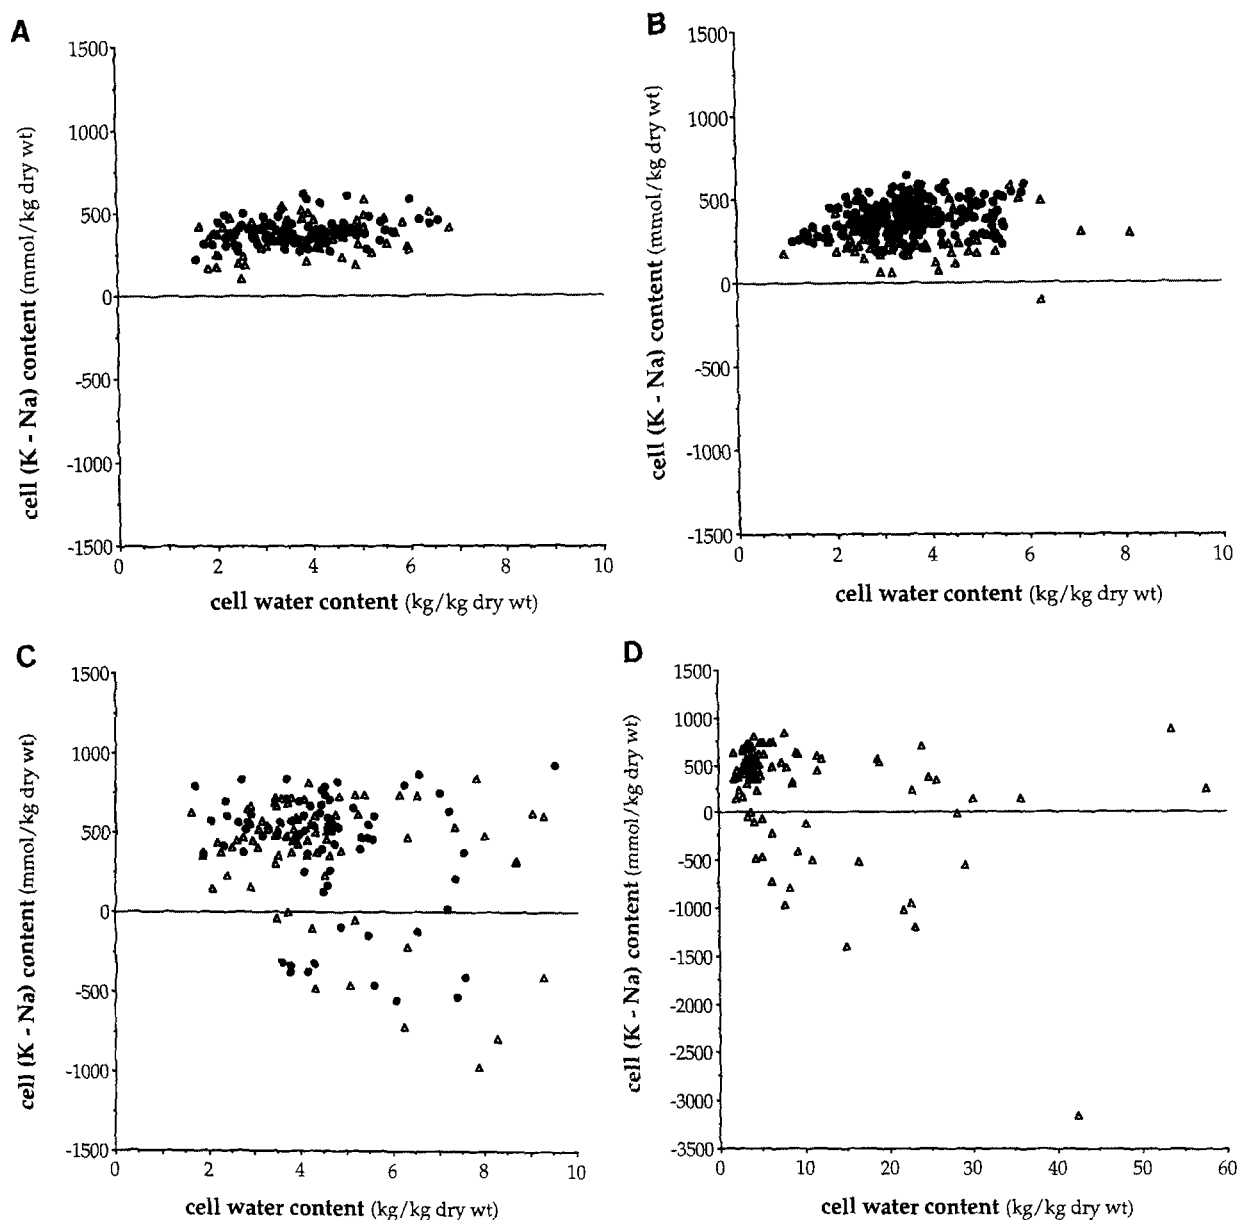 A
1500
1000
500
0
-500
-1000
-1500
0 2 4 6 8 10
cell (K - Na) content (mmol/kg dry wt)
cell water content (kg/kg dry wt)
B
1500
1000
500
0
-500
-1000
-1500
0 2 4 6 8 10
cell (K - Na) content (mmol/kg dry wt)
cell water content (kg/kg dry wt)
C
1500
1000
500
0
-500
-1000
-1500
0 2 4 6 8 10
cell (K - Na) content (mmol/kg dry wt)
cell water content (kg/kg dry wt)
D
1500
1000
500
0
-500
-1000
-1500
-2000
-2500
-3000
-3500
0 10 20 30 40 50 60
cell (K - Na) content (mmol/kg dry wt)
cell water content (kg/kg dry wt)